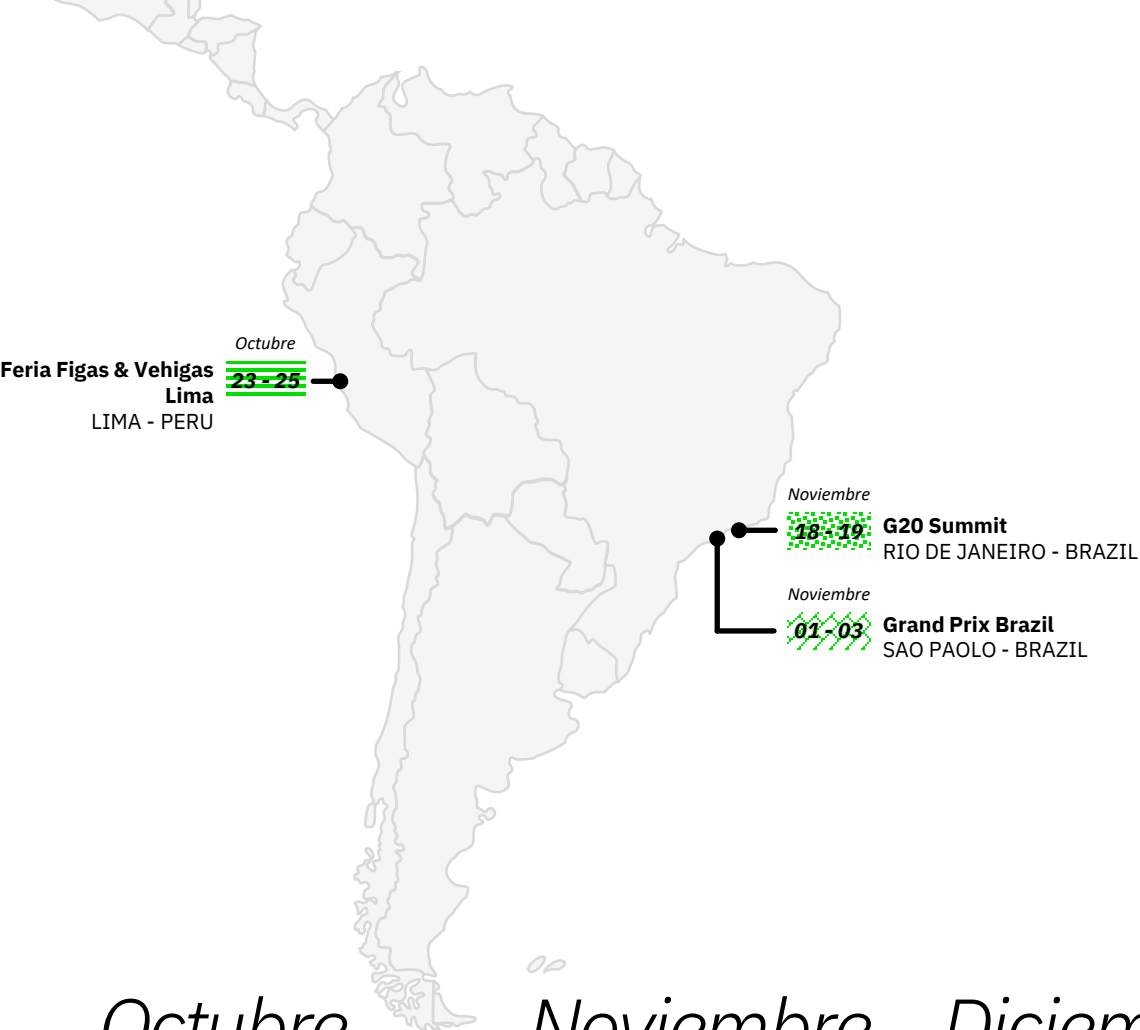 Octubre
Feria Figas & Vehigas
Lima
LIMA - PERU
23 - 25
Noviembre
18 - 19
G20 Summit
RIO DE JANEIRO - BRAZIL
Noviembre
01 - 03
Grand Prix Brazil
SAO PAOLO - BRAZIL
Octubre
Noviembre